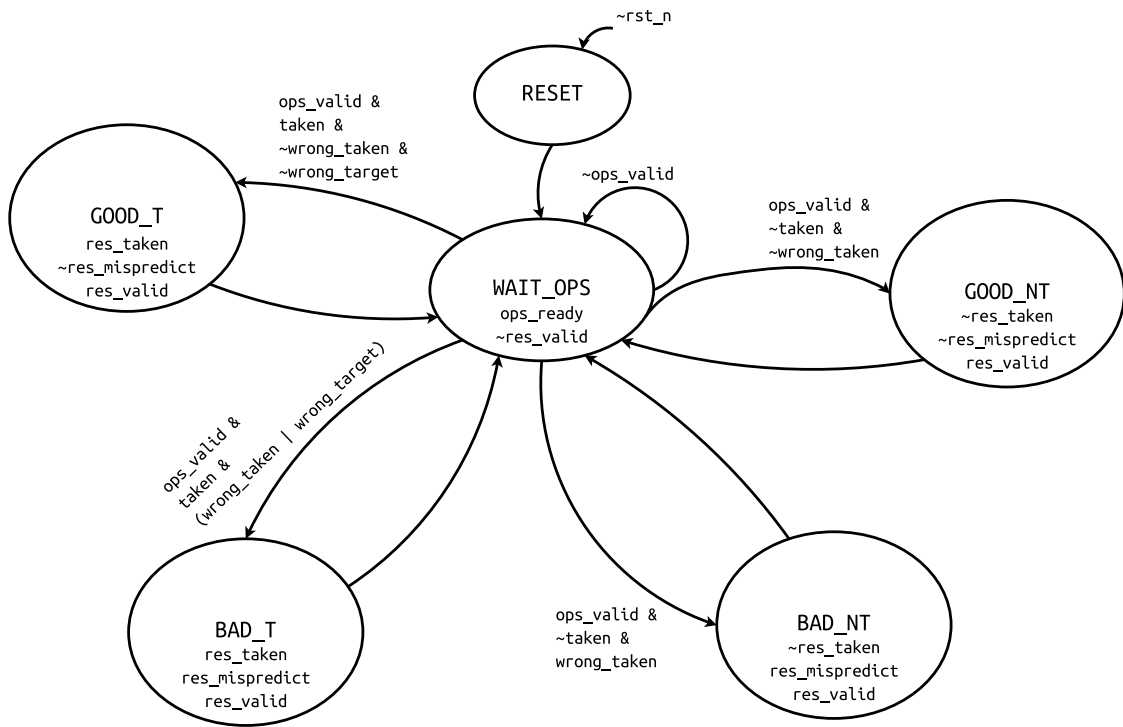 ~rst_n
RESET
ops_valid &
taken &
~wrong_taken &
~wrong_target
~ops_valid
GOOD_T
res_taken
~res_mispredict
res_valid
WAIT_OPS
ops_ready
~res_valid
ops_valid &
~taken &
~wrong_taken
GOOD_NT
~res_taken
~res_mispredict
res_valid
ops_valid &
taken &
(wrong_taken | wrong_target)
BAD_T
res_taken
res_mispredict
res_valid
ops_valid &
~taken &
wrong_taken
BAD_NT
~res_taken
res_mispredict
res_valid